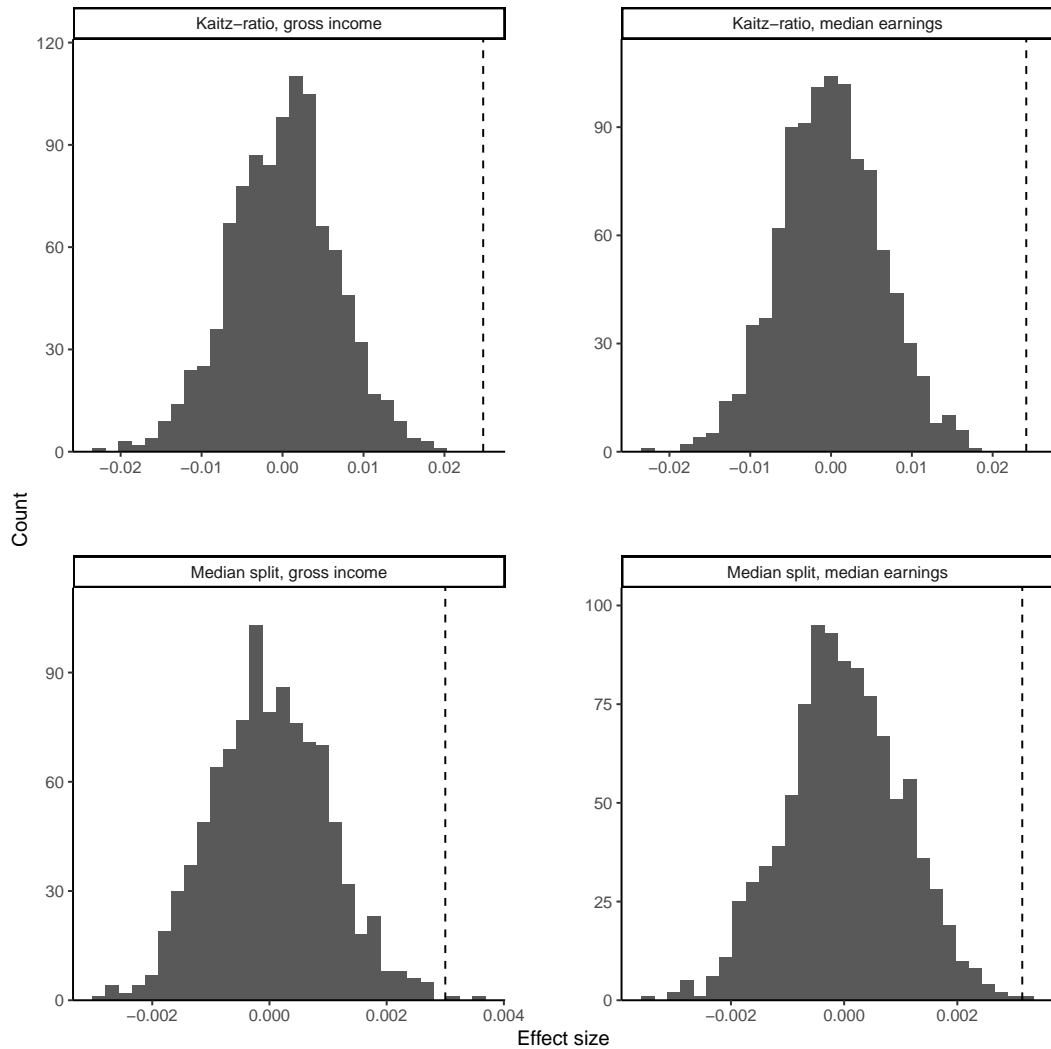 Kaitz−ratio, gross income
Kaitz−ratio, median earnings
120
90
60
30
0
−0.02 −0.01 0.00 0.01 0.02
90
60
30
0
−0.02 −0.01 0.00 0.01 0.02
Count
Median split, gross income
Median split, median earnings
90
60
30
0
−0.002 0.000 0.002 0.004
100
75
50
25
0
−0.002 0.000 0.002
Effect size